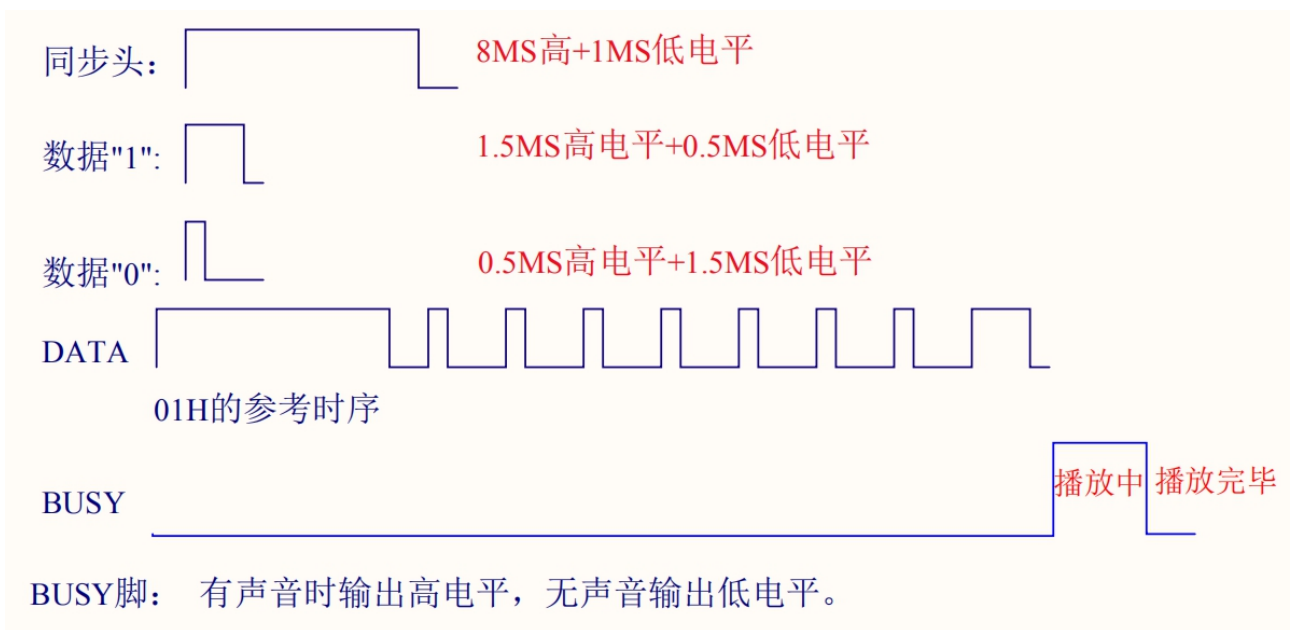 同步头： 8MS高+1MS低电平
数据"1": 1.5MS高电平+0.5MS低电平
数据"0": 0.5MS高电平+1.5MS低电平
DATA
01H的参考时序
BUSY 播放中 播放完毕
BUSY脚： 有声音时输出高电平，无声音输出低电平。